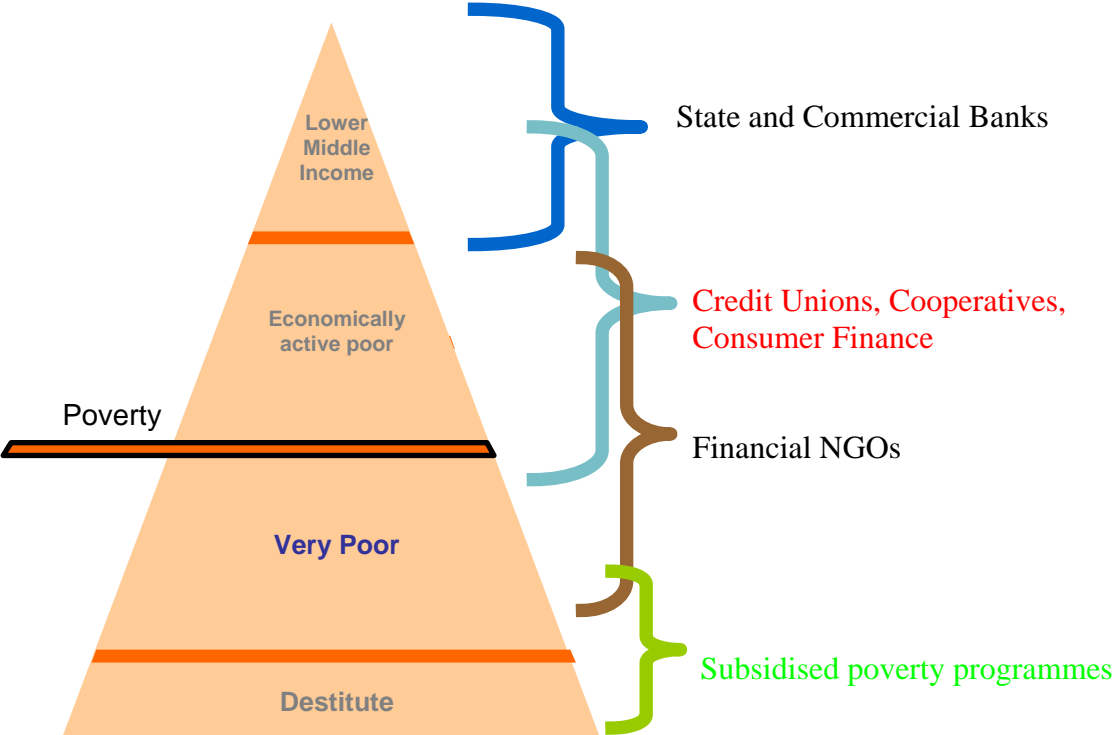 Lower
Middle
Income
State and Commercial Banks
Economically
active poor
Credit Unions, Cooperatives,
Consumer Finance
Poverty
Financial NGOs
Very Poor
Subsidised poverty programmes
Destitute